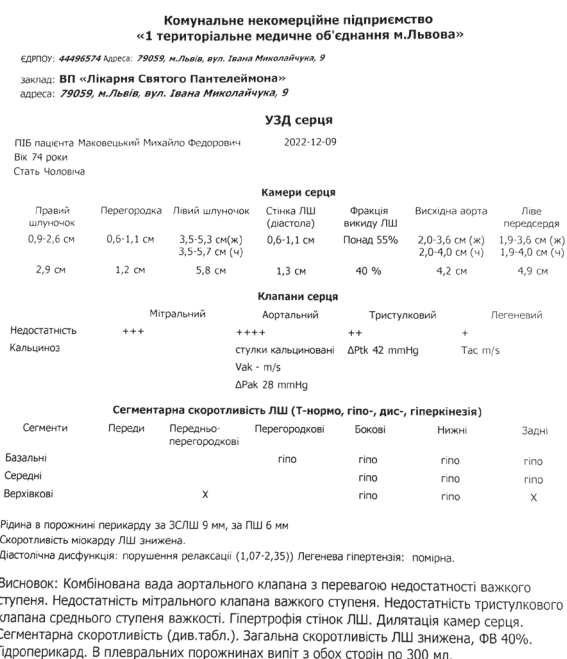 Комунальне некомерційне підприємство
«1 територіальне медичне об'єднання м.Львова»
ЄДРПОУ: 44496574 Адреса: 79059, м.Львів, вул. Івана Миколайчука, 9
заклад: ВП «Лікарня Святого Пантелеймона»
адреса: 79059, м.Львів, вул. Івана Миколайчука, 9
УЗД серця
ПІБ пацієнта Маковецький Михайло Федорович 2022-12-09
Вік 74 роки
Стать Чоловіча
Камери серця
Правий шлуночок Перегородка Лівий шлуночок Стінка ЛШ (діастола) Фракція викиду ЛШ Висхідна аорта Ліве передсердя
0,9-2,6 см 0,6-1,1 см 3,5-5,3 см(ж) 0,6-1,1 см Понад 55% 2,0-3,6 см (ж) 1,9-3,6 см (ж)
3,5-5,7 см (ч) 2,0-4,0 см (ч) 1,9-4,0 см (ч)
2,9 см 1,2 см 5,8 см 1,3 см 40 % 4,2 см 4,9 см
Клапани серця
Мітральний Аортальний Тристулковий Легеневий
Недостатність +++ ++++ ++ +
Кальциноз стулки кальциновані ΔPtk 42 mmHg Tac m/s
Vak - m/s
ΔPak 28 mmHg
Сегментарна скоротливість ЛШ (Т-нормо, гіпо-, дис-, гіперкінезія)
Сегменти Переди Передньо-перегородкові Перегородкові Бокові Нижні Задні
Базальні гіпо гіпо гіпо гіпо
Середні гіпо гіпо гіпо
Верхівкові X гіпо гіпо X
Рідина в порожнині перикарду за ЗСЛШ 9 мм, за ПШ 6 мм
Скоротливість міокарду ЛШ знижена.
Діастолічна дисфункція: порушення релаксації (1,07-2,35)) Легенева гіпертензія: помірна.
Висновок: Комбінована вада аортального клапана з перевагою недостатності важкого
ступеня. Недостатність мітрального клапана важкого ступеня. Недостатність тристулкового
клапана среднього ступеня важкості. Гіпертрофія стінок ЛШ. Дилятація камер серця.
Сегментарна скоротливість (див.табл.). Загальна скоротливість ЛШ знижена, ФВ 40%.
Гідроперикард. В плевральних порожнинах випіт з обох сторін по 300 мл.